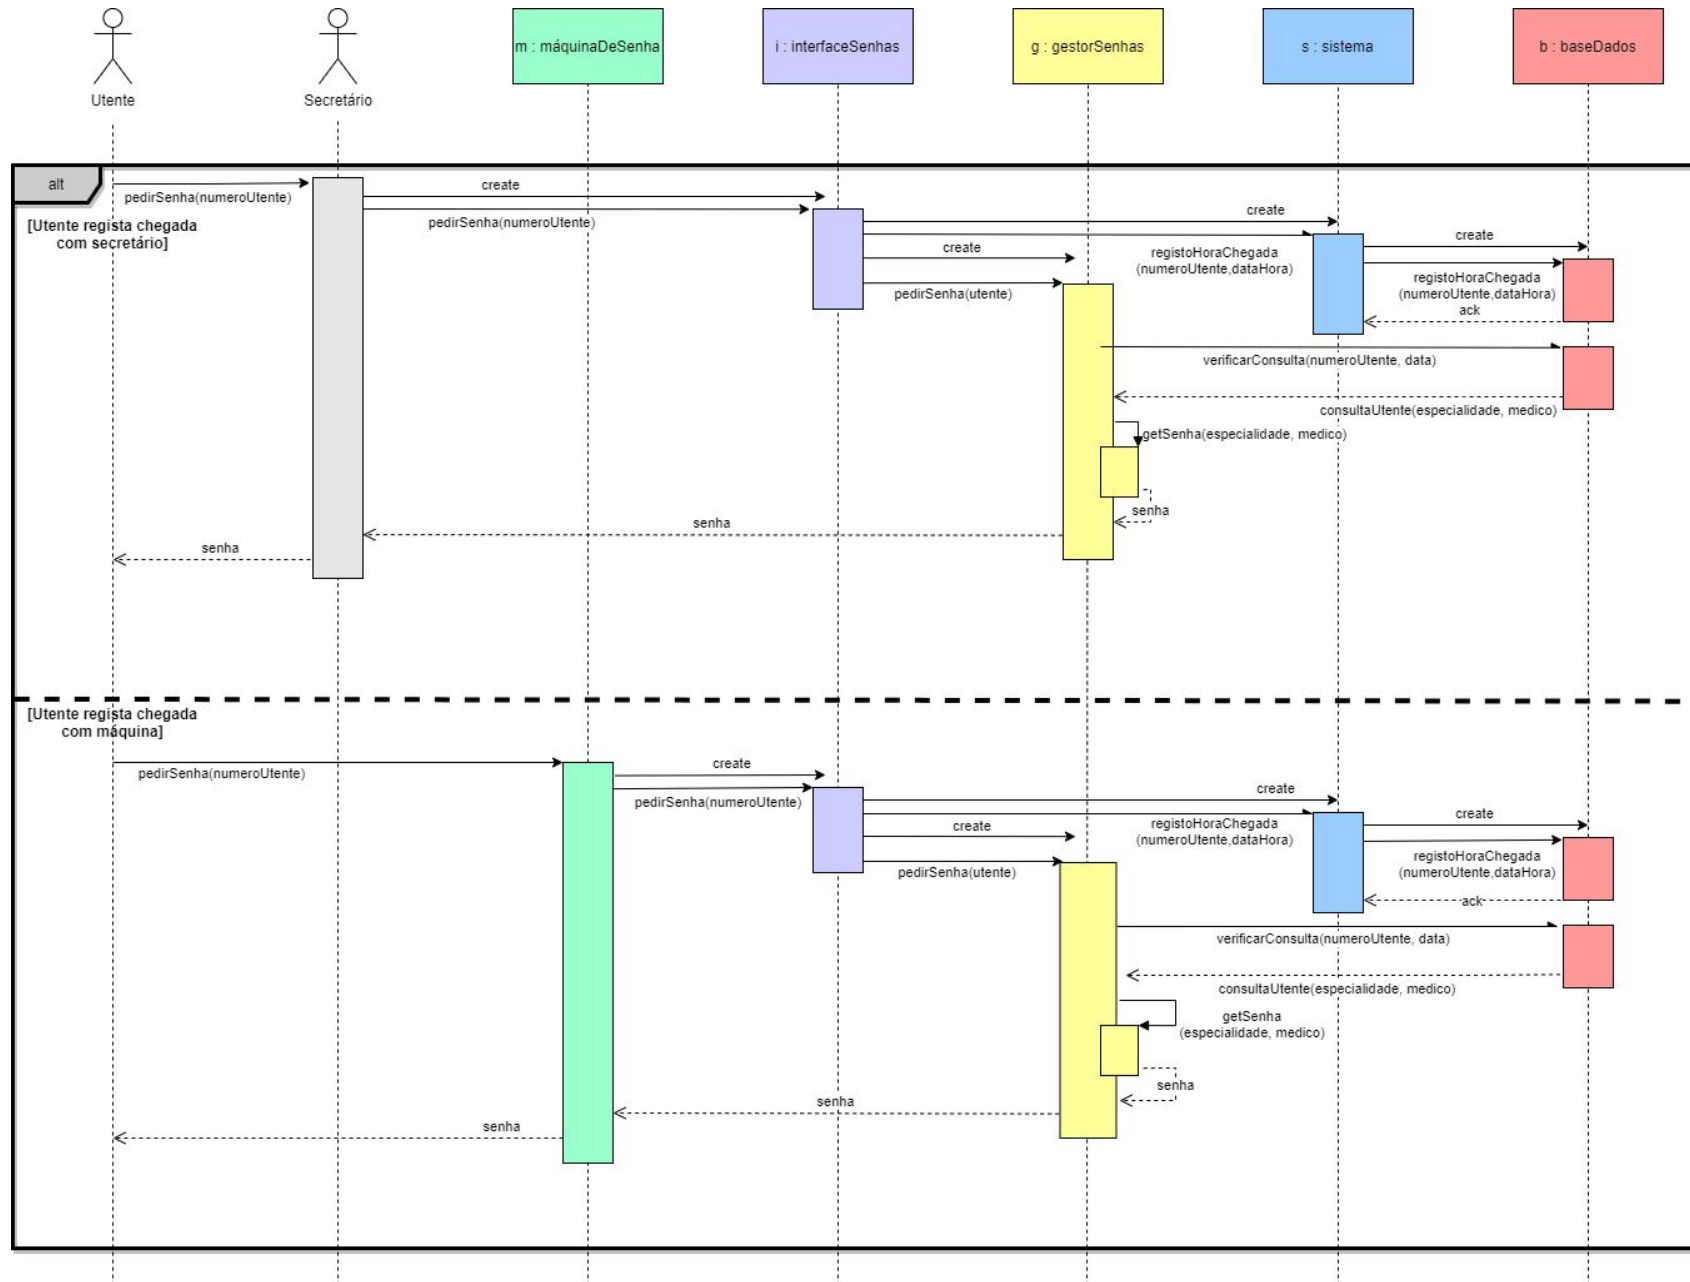 Utente
Secretário
m : máquinaDeSenha
i : interfaceSenhas
g : gestorSenhas
s : sistema
b : baseDados
alt
[Utente regista chegada
com secretário]
pedirSenha(numeroUtente)
create
pedirSenha(numeroUtente)
create
registoHoraChegada
(numeroUtente,dataHora)
create
pedirSenha(utente)
create
registoHoraChegada
(numeroUtente,dataHora)
ack
verificarConsulta(numeroUtente, data)
consultaUtente(especialidade, medico)
getSenha(especialidade, medico)
senha
senha
senha
[Utente regista chegada
com máquina]
pedirSenha(numeroUtente)
create
pedirSenha(numeroUtente)
create
registoHoraChegada
(numeroUtente,dataHora)
create
pedirSenha(utente)
create
registoHoraChegada
(numeroUtente,dataHora)
ack
verificarConsulta(numeroUtente, data)
consultaUtente(especialidade, medico)
getSenha
(especialidade, medico)
senha
senha
senha